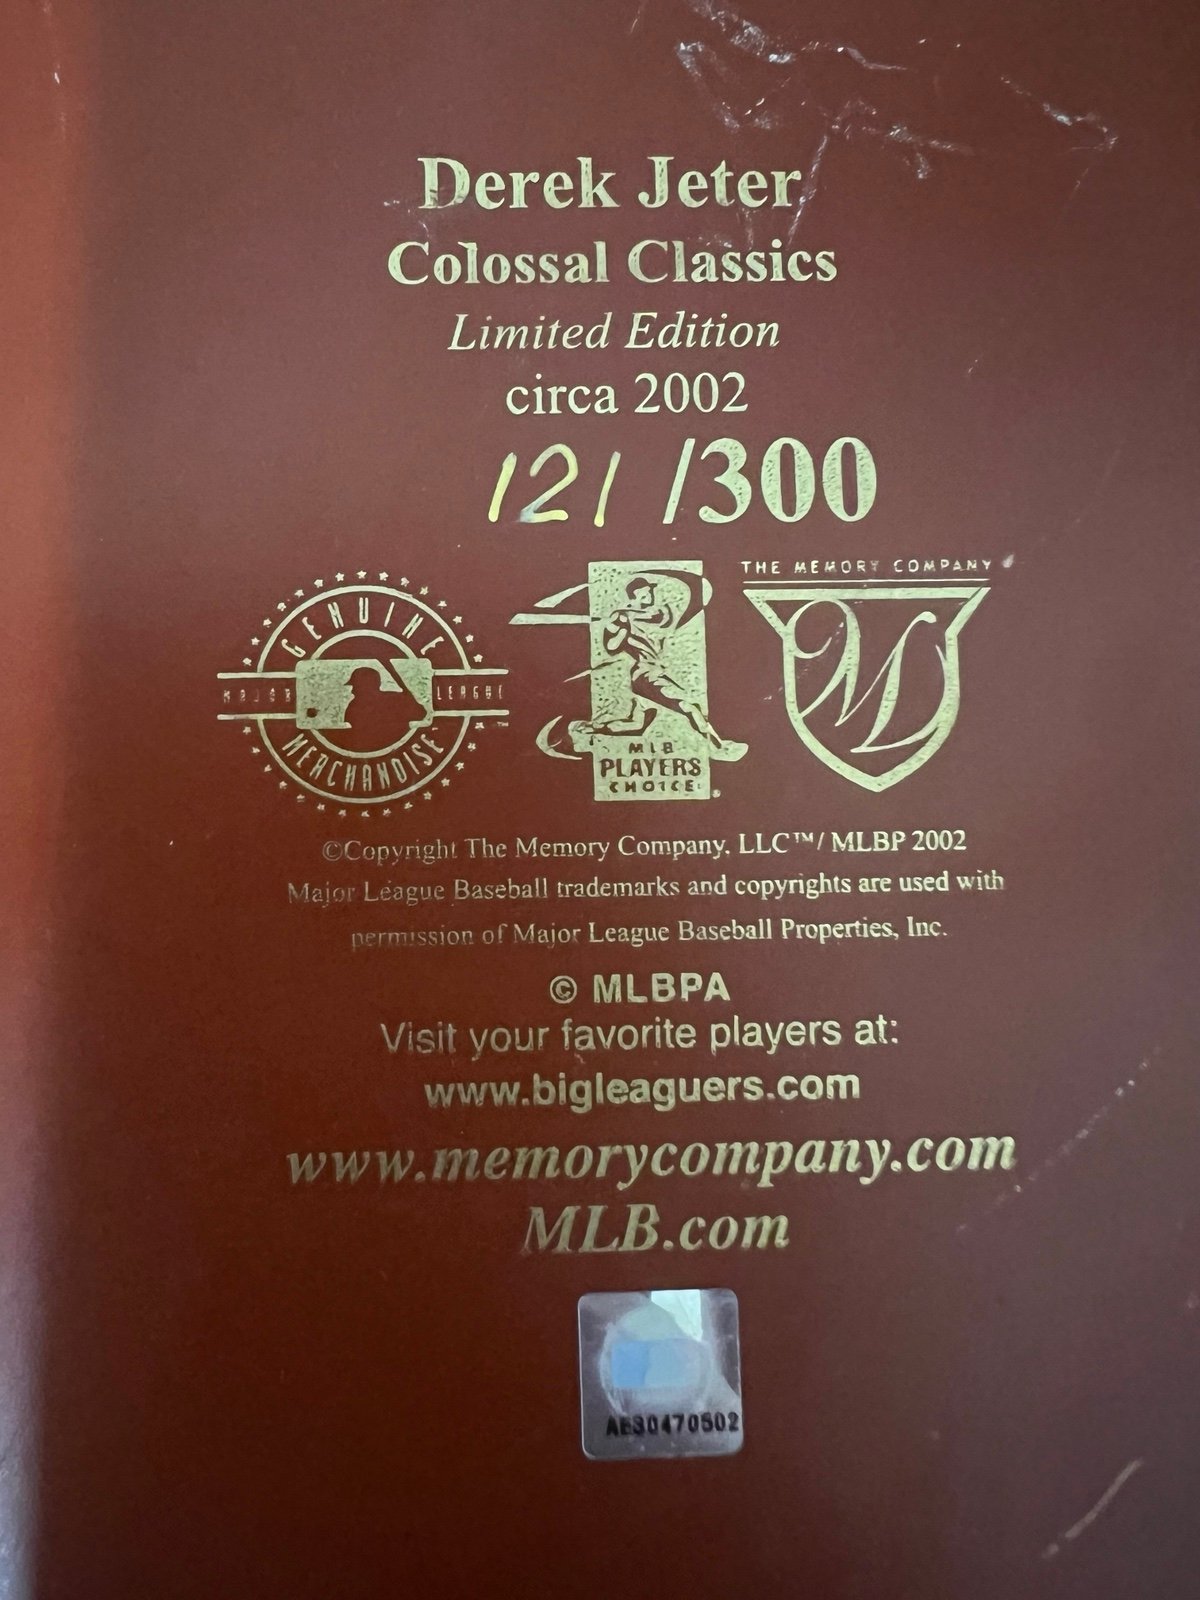 Derek Jeter
Colossal Classics
Limited Edition
circa 2002
121 /300
GENUINE
MAJOR LEAGUE
MERCHANDISE
™
MLB
PLAYERS
CHOICE
®
THE MEMORY COMPANY
M
©Copyright The Memory Company, LLC™/ MLBP 2002
Major League Baseball trademarks and copyrights are used with
permission of Major League Baseball Properties, Inc.
© MLBPA
Visit your favorite players at:
www.bigleaguers.com
www.memorycompany.com
MLB.com